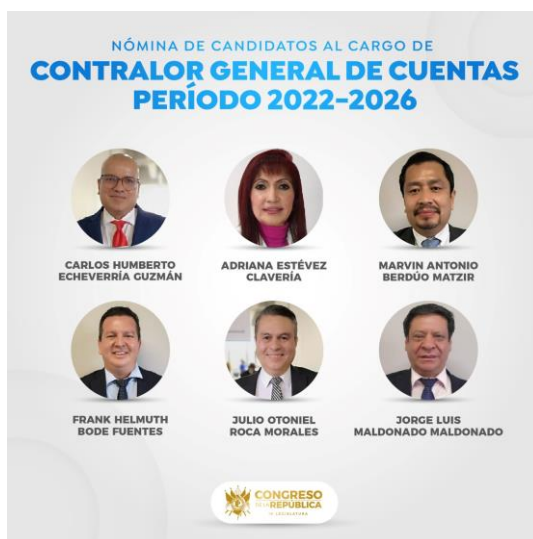 NÓMINA DE CANDIDATOS AL CARGO DE
CONTRALOR GENERAL DE CUENTAS
PERÍODO 2022-2026
CARLOS HUMBERTO
ECHEVERRÍA GUZMÁN
ADRIANA ESTÉVEZ
CLAVERÍA
MARVIN ANTONIO
BERDÚO MATZIR
FRANK HELMUTH
BODE FUENTES
JULIO OTONIEL
ROCA MORALES
JORGE LUIS
MALDONADO MALDONADO
CONGRESO
DE LA REPÚBLICA